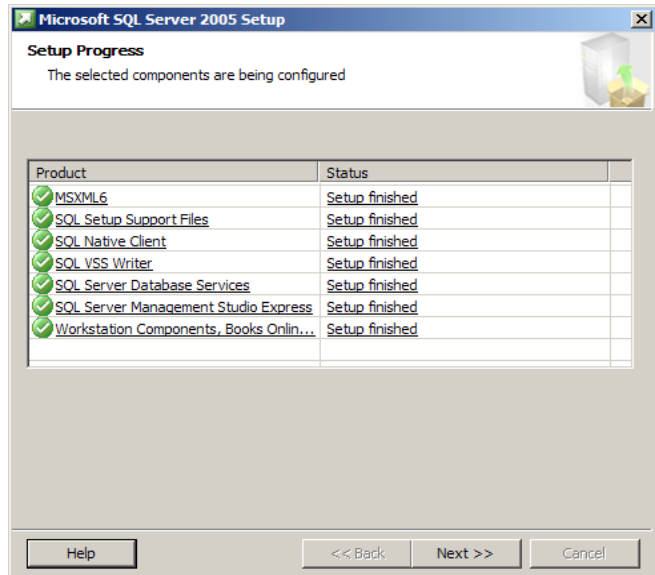 Microsoft SQL Server 2005 Setup
Setup Progress
The selected components are being configured
Product Status
MSXML6 Setup finished
SQL Setup Support Files Setup finished
SQL Native Client Setup finished
SQL VSS Writer Setup finished
SQL Server Database Services Setup finished
SQL Server Management Studio Express Setup finished
Workstation Components, Books Onlin... Setup finished
Help << Back Next >> Cancel